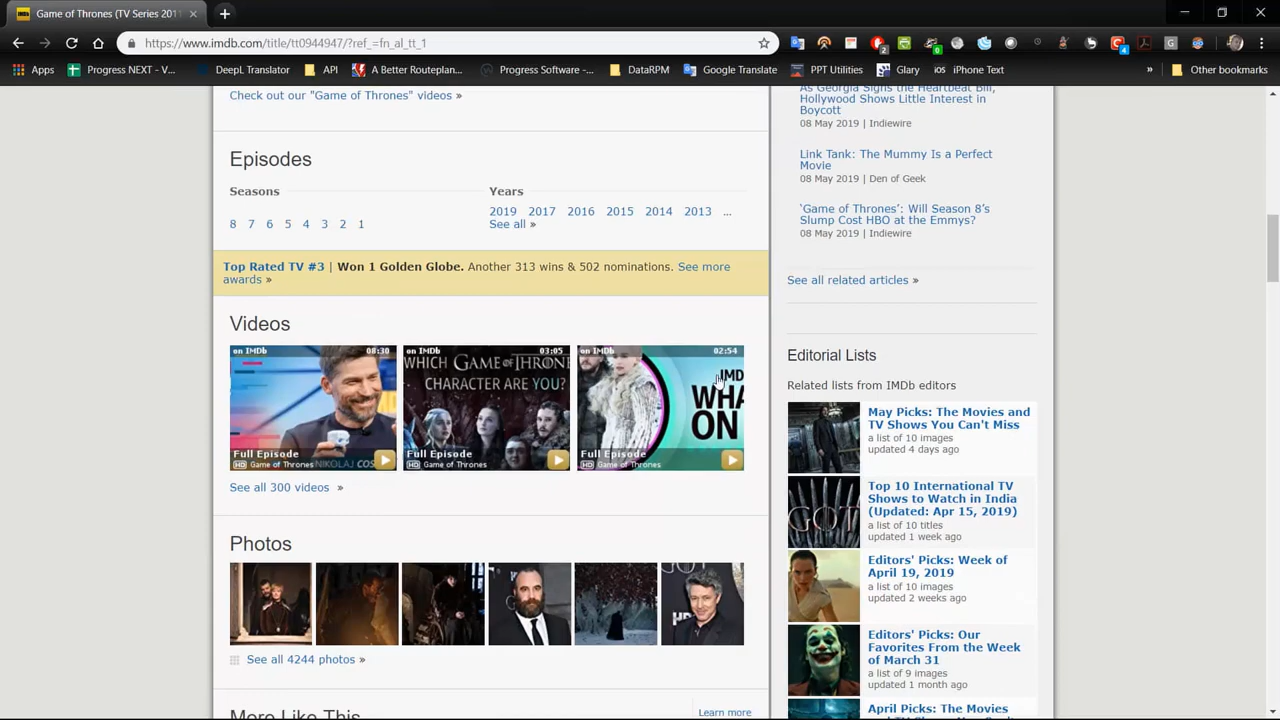 Game of Thrones (TV Series 201
https://www.imdb.com/title/tt0944947/?ref_=fn_al_tt_1
Apps
Progress NEXT - V...
DeepL Translator
API
A Better Routeplan...
Progress Software -...
DataRPM
Google Translate
PPT Utilities
Glary
iOS
iPhone Text
»
Other bookmarks
Check out our "Game of Thrones" videos »
Episodes
Seasons
8 7 6 5 4 3 2 1
Years
2019 2017 2016 2015 2014 2013 ...
See all »
Top Rated TV #3 | Won 1 Golden Globe. Another 313 wins & 502 nominations. See more
awards »
Videos
on IMDb 08:30
Full Episode
HD Game of Thrones
NIKOLAJ COS
on IMDb 03:05
WHICH GAME OF THRON
CHARACTER ARE YOU?
Full Episode
HD Game of Thrones
on IMDb 02:54
IMD
WHA
ON
Full Episode
HD Game of Thrones
See all 300 videos »
Photos
See all 4244 photos »
More Like This
Learn more
As Georgia Signs the Heartbeat Bill,
Hollywood Shows Little Interest in
Boycott
08 May 2019 | Indiewire
Link Tank: The Mummy Is a Perfect
Movie
08 May 2019 | Den of Geek
‘Game of Thrones’: Will Season 8’s
Slump Cost HBO at the Emmys?
08 May 2019 | Indiewire
See all related articles »
Editorial Lists
Related lists from IMDb editors
May Picks: The Movies and
TV Shows You Can't Miss
a list of 10 images
updated 4 days ago
GOT
Top 10 International TV
Shows to Watch in India
(Updated: Apr 15, 2019)
a list of 10 titles
updated 1 week ago
Editors' Picks: Week of
April 19, 2019
a list of 10 images
updated 2 weeks ago
Editors' Picks: Our
Favorites From the Week
of March 31
a list of 9 images
updated 1 month ago
April Picks: The Movies